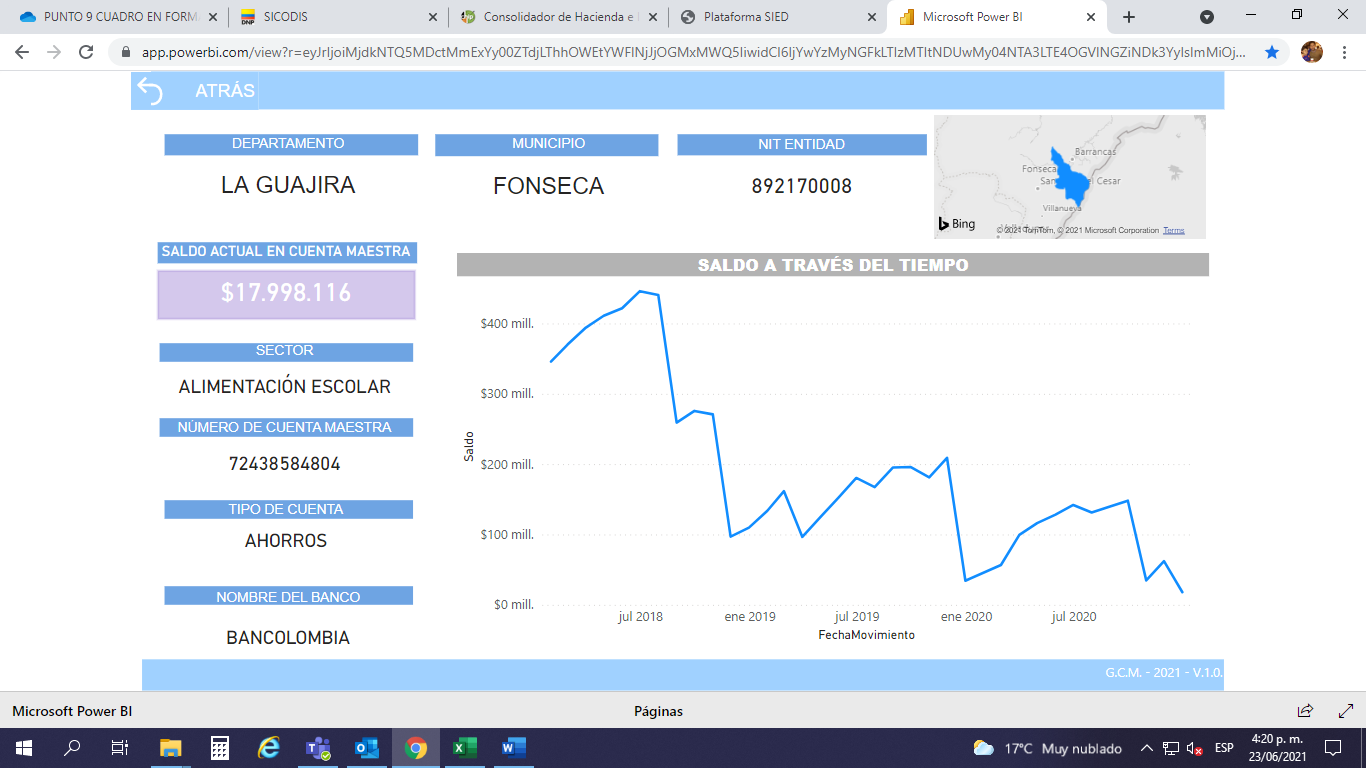 PUNTO 9 CUADRO EN FORM
SICODIS
Consolidador de Hacienda e
Plataforma SIED
Microsoft Power BI
ATRÁS
DEPARTAMENTO
MUNICIPIO
NIT ENTIDAD
LA GUAJIRA
FONSECA
892170008
Barrancas
Fonseca
Cesar
Villanueva
Bing
© 2021 TomTom, © 2021 Microsoft Corporation Terms
SALDO ACTUAL EN CUENTA MAESTRA
$17.998.116
SALDO A TRAVÉS DEL TIEMPO
SECTOR
ALIMENTACIÓN ESCOLAR
NÚMERO DE CUENTA MAESTRA
72438584804
TIPO DE CUENTA
AHORROS
NOMBRE DEL BANCO
BANCOLOMBIA
Saldo
$400 mill.
$300 mill.
$200 mill.
$100 mill.
$0 mill.
jul 2018
ene 2019
jul 2019
ene 2020
jul 2020
FechaMovimiento
G.C.M. - 2021 - V.1.0.
Microsoft Power BI
Páginas
17°C Muy nublado
ESP
4:20 p. m.
23/06/2021